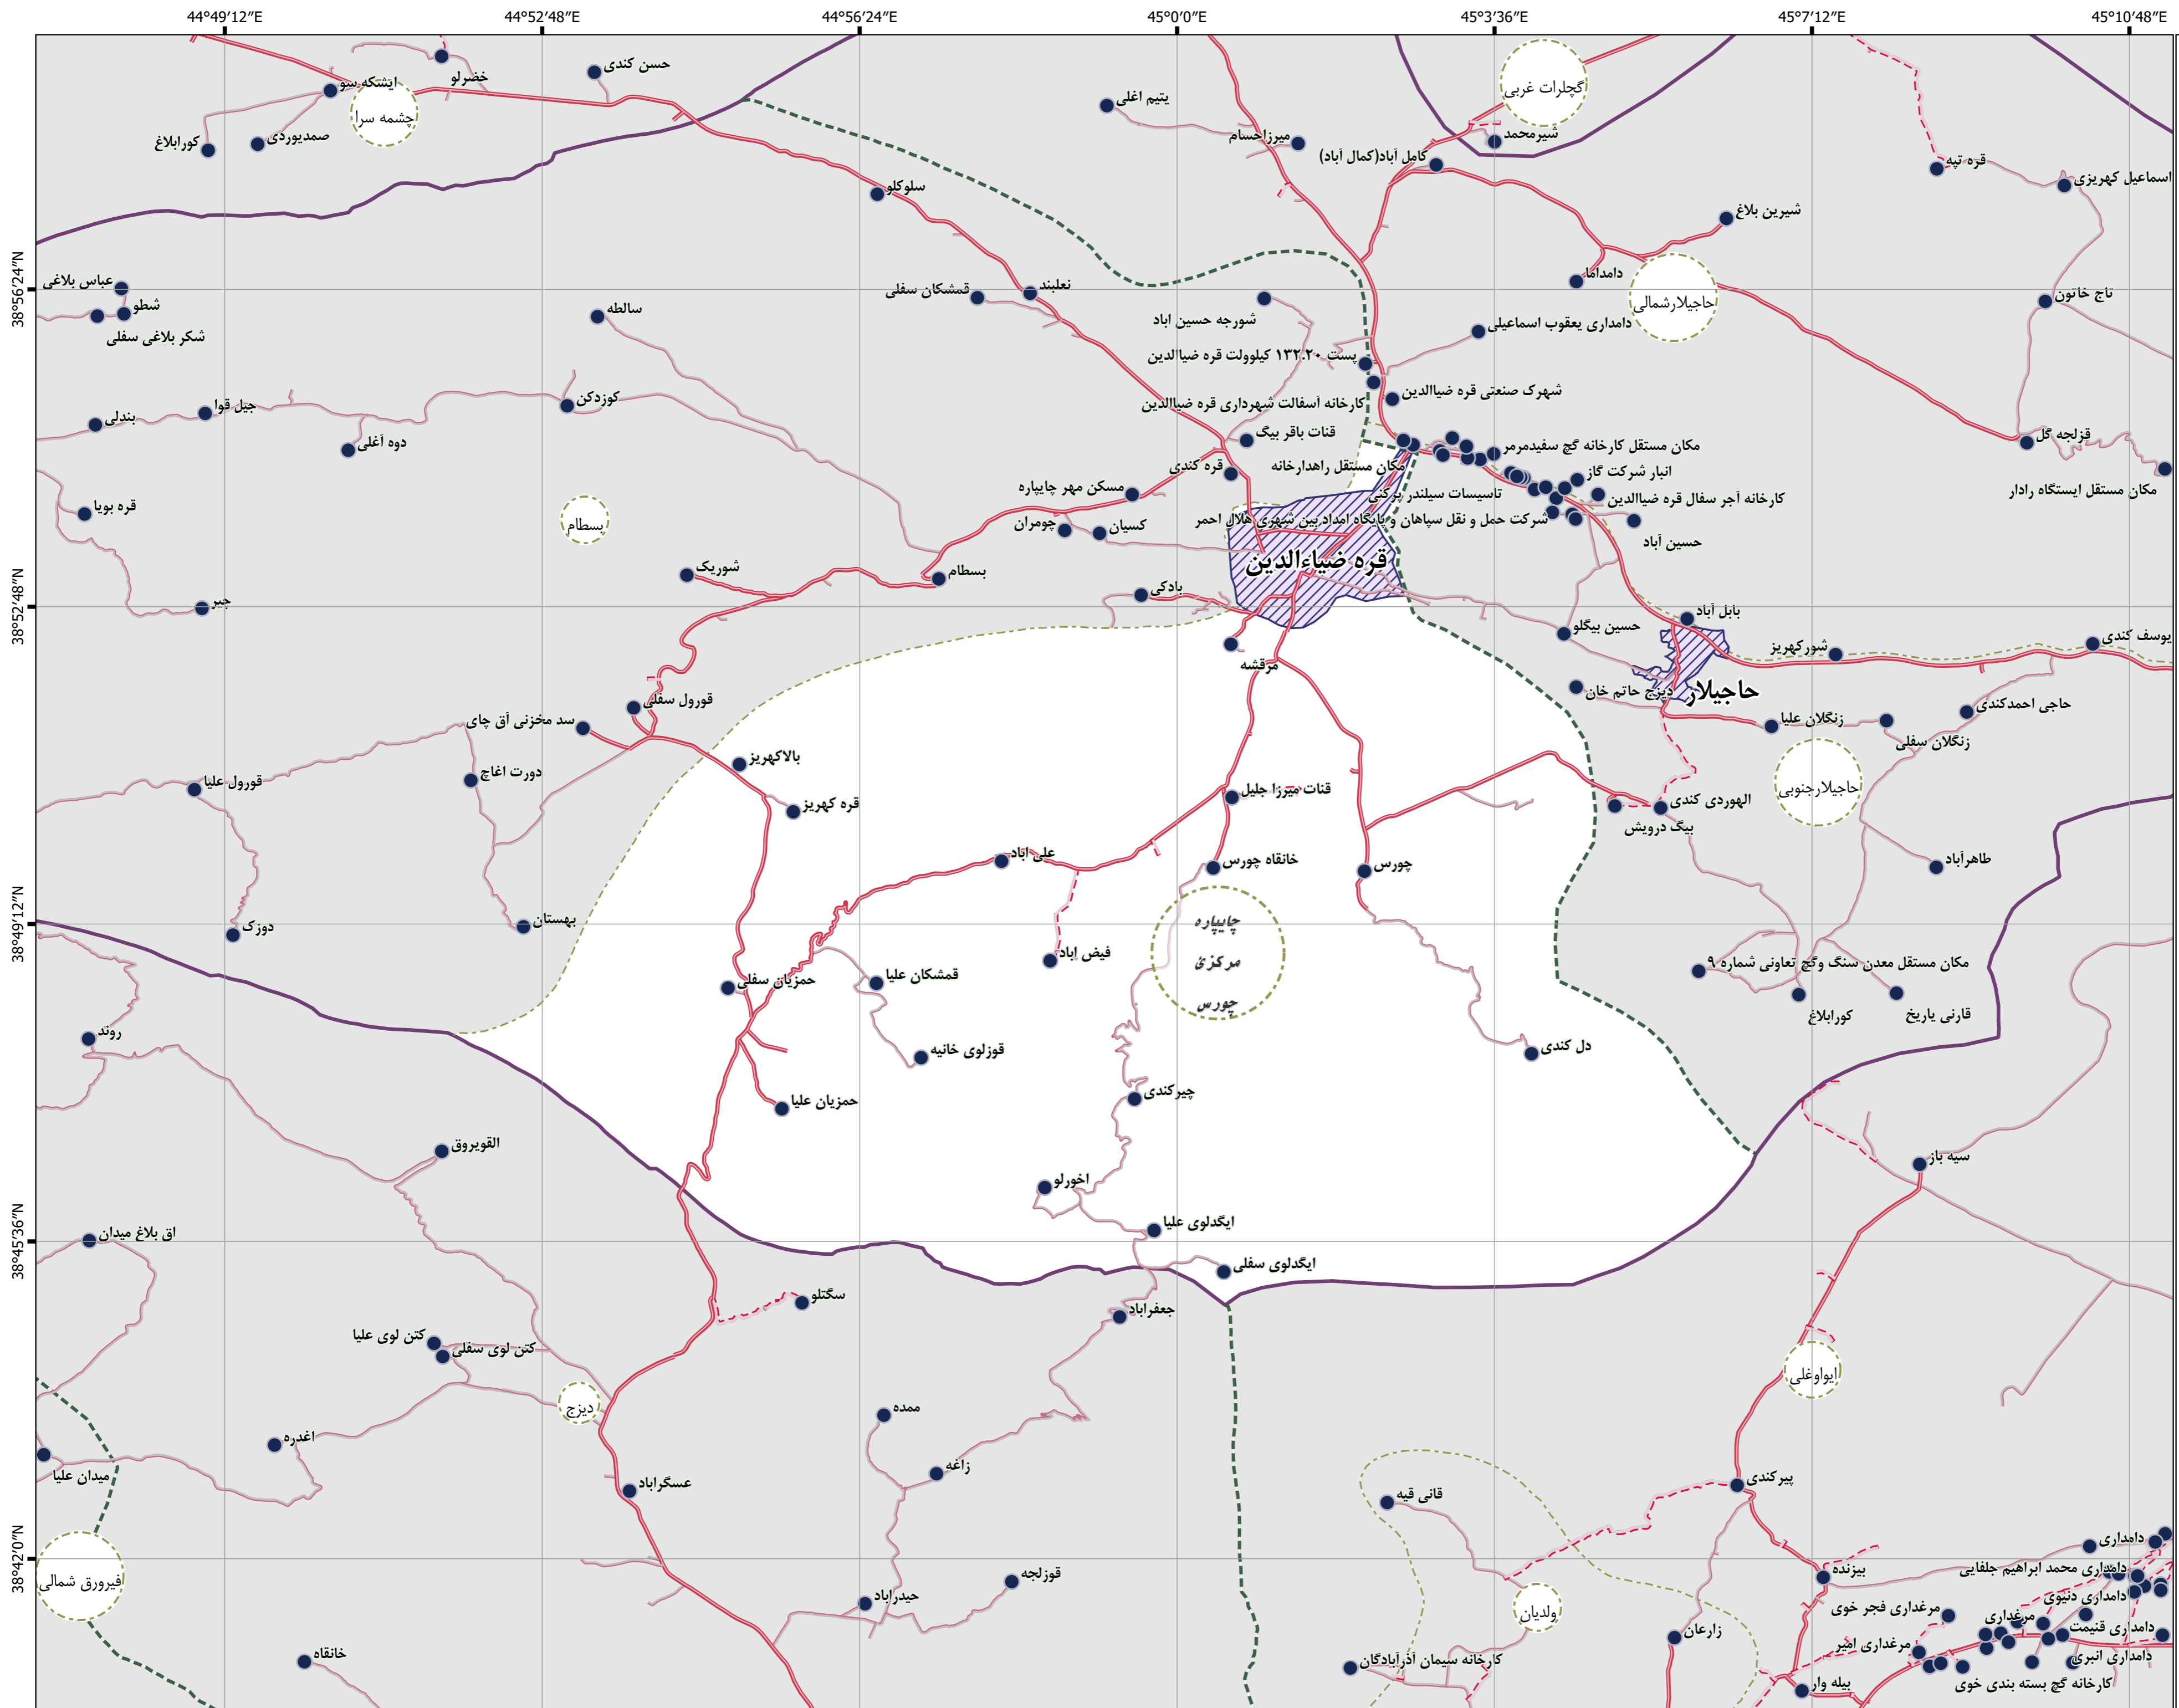 44°49'12"E
44°52'48"E
44°56'24"E
45°0'0"E
45°3'36"E
45°7'12"E
45°10'48"E
38°56'24"N
38°52'48"N
38°49'12"N
38°45'36"N
38°42'0"N
ایشکه سو
خضرلو
حسن کندی
چشمه سرا
کورابلاغ
صمدیوردی
یتیم اغلی
میرزاحسام
گچلرات غربی
شیرمحمد
کامل آباد(کمال آباد)
قره تپه
اسماعیل کهریزی
سلوکلو
شیرین بلاغ
دامداما
حاجیلارشمالی
تاج خاتون
عباس بلاغی
شطو
شکر بلاغی سفلی
سالطه
قمشکان سفلی
نعلبند
شورجه حسین اباد
دامداری یعقوب اسماعیلی
پست ۱۳۲.۲۰ کیلوولت قره ضیاالدین
شهرک صنعتی قره ضیاالدین
کارخانه آسفالت شهرداری قره ضیاالدین
بندلی
جیل قوا
کوزدکن
دوه آغلی
قنات باقر بیگ
مکان مستقل کارخانه گچ سفیدمرمر
قزلجه گل
قره کندی
مکان مستقل راهدارخانه
انبار شرکت گاز
مکان مستقل ایستگاه رادار
مسکن مهر چایپاره
تاسیسات سیلندر پرکنی
کارخانه آجر سفال قره ضیاالدین
قره بویا
بسطام
چومران
کسیان
شرکت حمل و نقل سپاهان و پایگاه امداد بین شهری هلال احمر
حسین آباد
قره ضیاءالدین
شوریک
بسطام
چیر
بادکی
بابل آباد
حسین بیگلو
مرقشه
شورکهریز
یوسف کندی
دیزج حاتم خان
حاجیلار
قورول سفلی
سد مخزنی آق چای
زنگلان علیا
زنگلان سفلی
حاجی احمدکندی
بالاکهریز
دورت اغاچ
قورول علیا
قره کهریز
قنات میرزا جلیل
حاجیلارجنوبی
الهوردی کندی
بیگ درویش
علی اباد
خانقاه چورس
چورس
طاهرآباد
بهستان
دوزک
چایپاره
مرکزئ
چورس
فیض اباد
مکان مستقل معدن سنگ وگچ تعاونی شماره ۹
حمزیان سفلی
قمشکان علیا
کورابلاغ
قارنی یاریخ
روند
قوزلوی خانیه
دل کندی
حمزیان علیا
چیرکندی
القویروق
سیه باز
اخورلو
ایگدلوی علیا
اق بلاغ میدان
ایگدلوی سفلی
سگتلو
جعفراباد
کتن لوی علیا
کتن لوی سفلی
ایواوغلی
دیزج
ممده
اغدره
میدان علیا
زاغه
عسگراباد
پیرکندی
قانی قیه
دامداری
فیرورق شمالی
قوزلجه
بیزنده
دامداری محمد ابراهیم جلفایی
حیدراباد
ولدیان
دامداری دنیوی
مرغداری فجر خوی
مرغداری
زارعان
دامداری قنیمت
مرغداری امیر
خانقاه
کارخانه سیمان آذرآبادگان
دامداری انبری
بیله وار
کارخانه گچ بسته بندی خوی